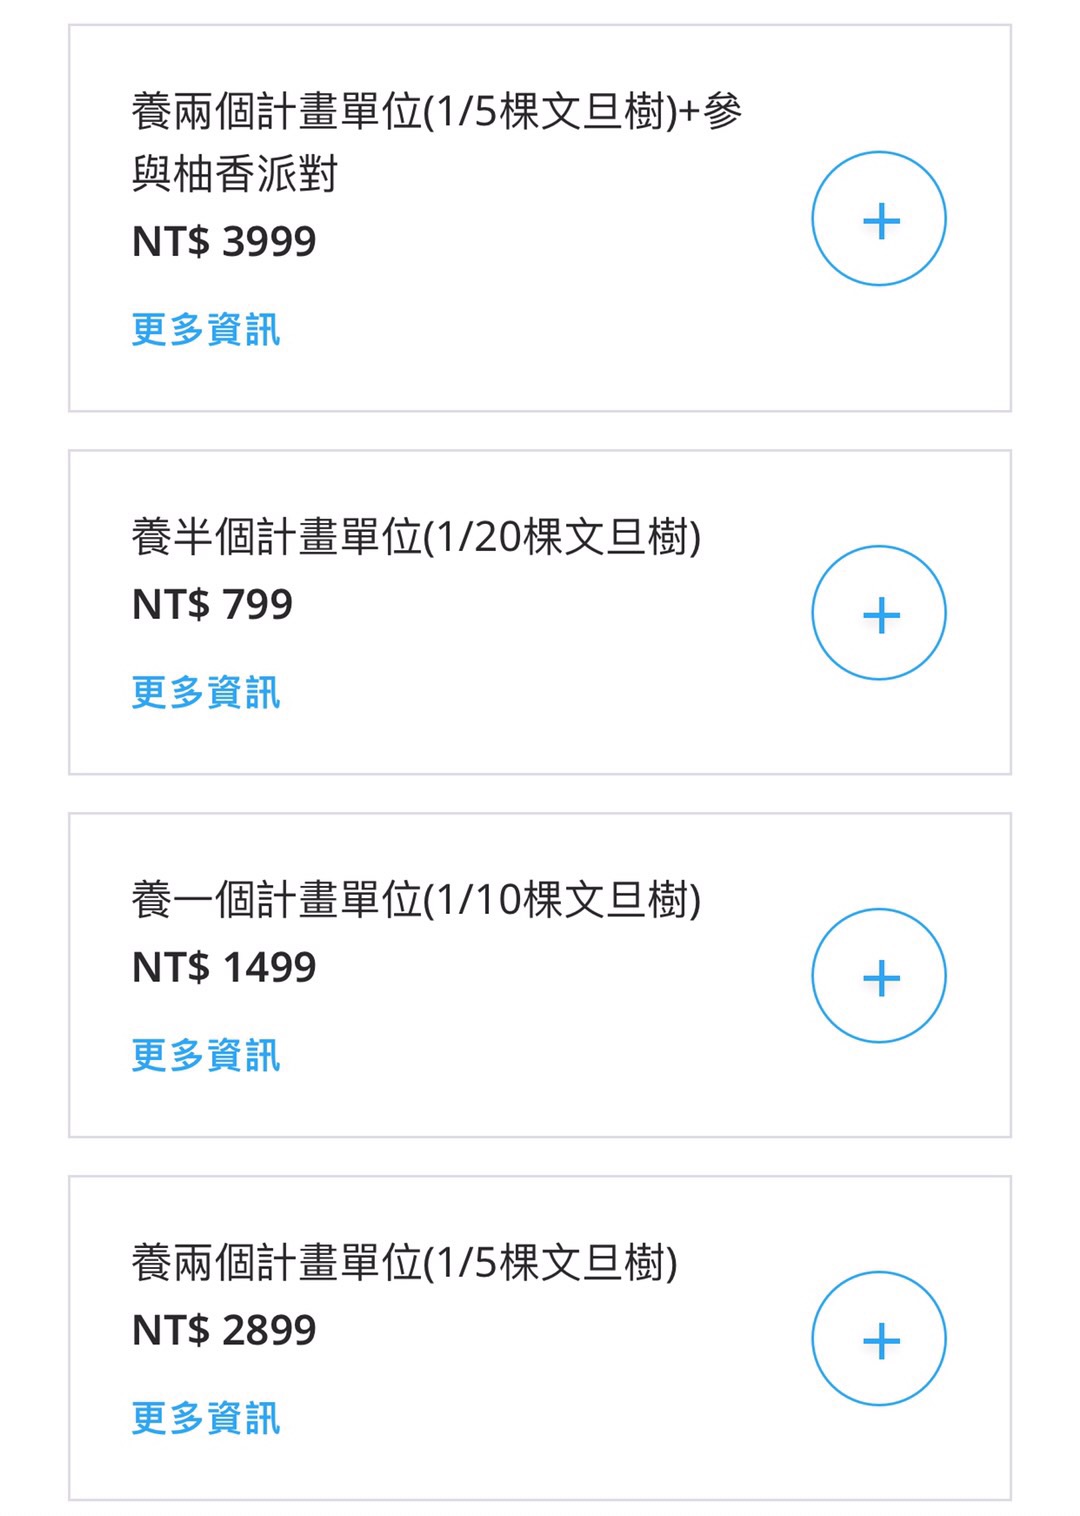 養兩個計畫單位(1/5棵文旦樹)+參
與柚香派對
NT$ 3999
更多資訊
養半個計畫單位(1/20棵文旦樹)
NT$ 799
更多資訊
養一個計畫單位(1/10棵文旦樹)
NT$ 1499
更多資訊
養兩個計畫單位(1/5棵文旦樹)
NT$ 2899
更多資訊